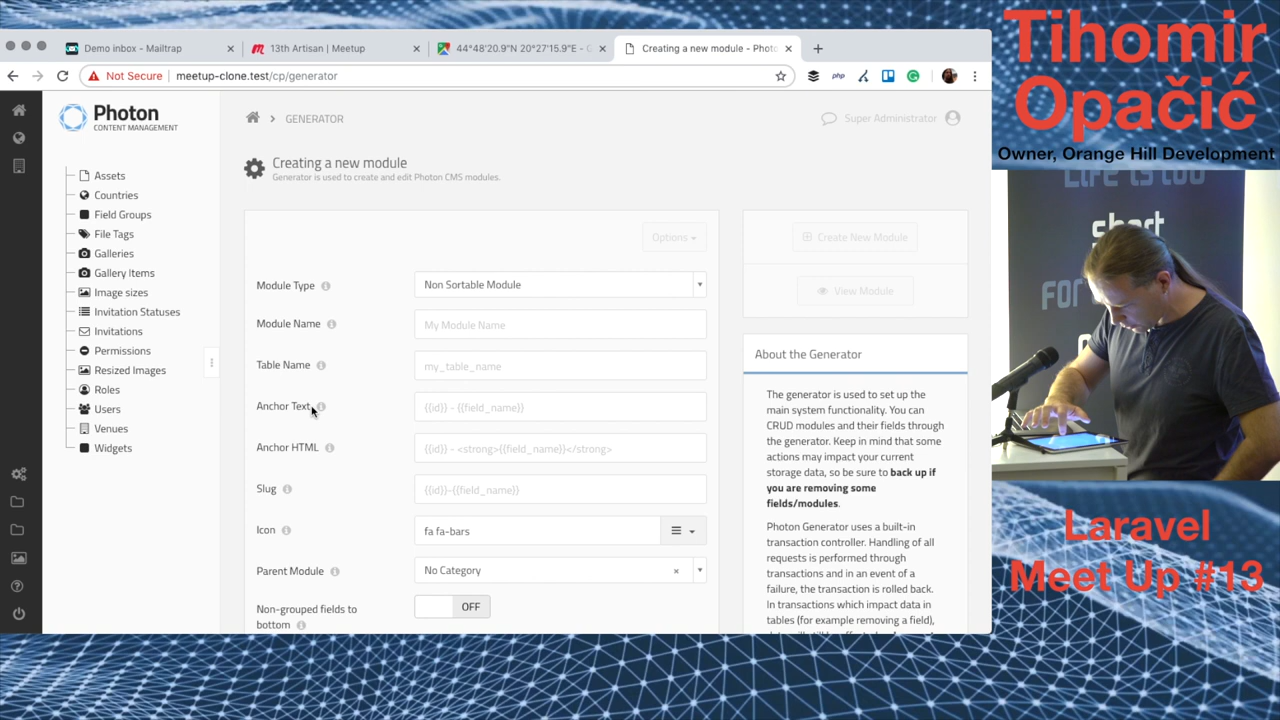 Demo inbox - Mailtrap
13th Artisan | Meetup
44°48'20.9"N 20°27'15.9"E - G
Creating a new module - Photo
Not Secure | meetup-clone.test/cp/generator
php
Photon
CONTENT MANAGEMENT
GENERATOR
Super Administrator
Creating a new module
Generator is used to create and edit Photon CMS modules.
Assets
Countries
Field Groups
File Tags
Galleries
Gallery Items
Image sizes
Invitation Statuses
Invitations
Permissions
Resized Images
Roles
Users
Venues
Widgets
Options
Module Type
Non Sortable Module
Module Name
My Module Name
Table Name
my_table_name
Anchor Text
{{id}} - {{field_name}}
Anchor HTML
{{id}} - <strong>{{field_name}}</strong>
Slug
{{id}}-{{field_name}}
Icon
fa fa-bars
Parent Module
No Category
Non-grouped fields to
bottom
OFF
Create New Module
View Module
About the Generator
The generator is used to set up the
main system functionality. You can
CRUD modules and their fields through
the generator. Keep in mind that some
actions may impact your current
storage data, so be sure to back up if
you are removing some
fields/modules.
Photon Generator uses a built-in
transaction controller. Handling of all
requests is performed through
transactions and in an event of a
failure, the transaction is rolled back.
In transactions which impact data in
tables (for example removing a field),
Tihomir
Opačić
Owner, Orange Hill Development
Life is too
short
for
Laravel
Meet Up #13